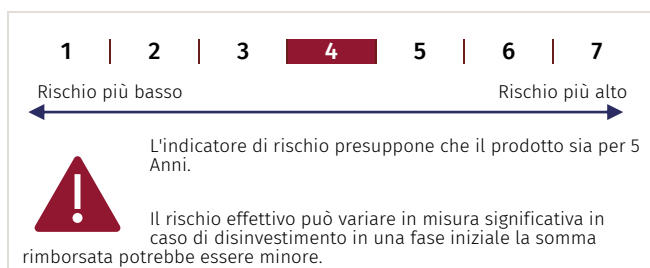 1 | 2 | 3 | 4 | 5 | 6 | 7
Rischio più basso Rischio più alto
L'indicatore di rischio presuppone che il prodotto sia per 5
Anni.
Il rischio effettivo può variare in misura significativa in
caso di disinvestimento in una fase iniziale la somma
rimborsata potrebbe essere minore.